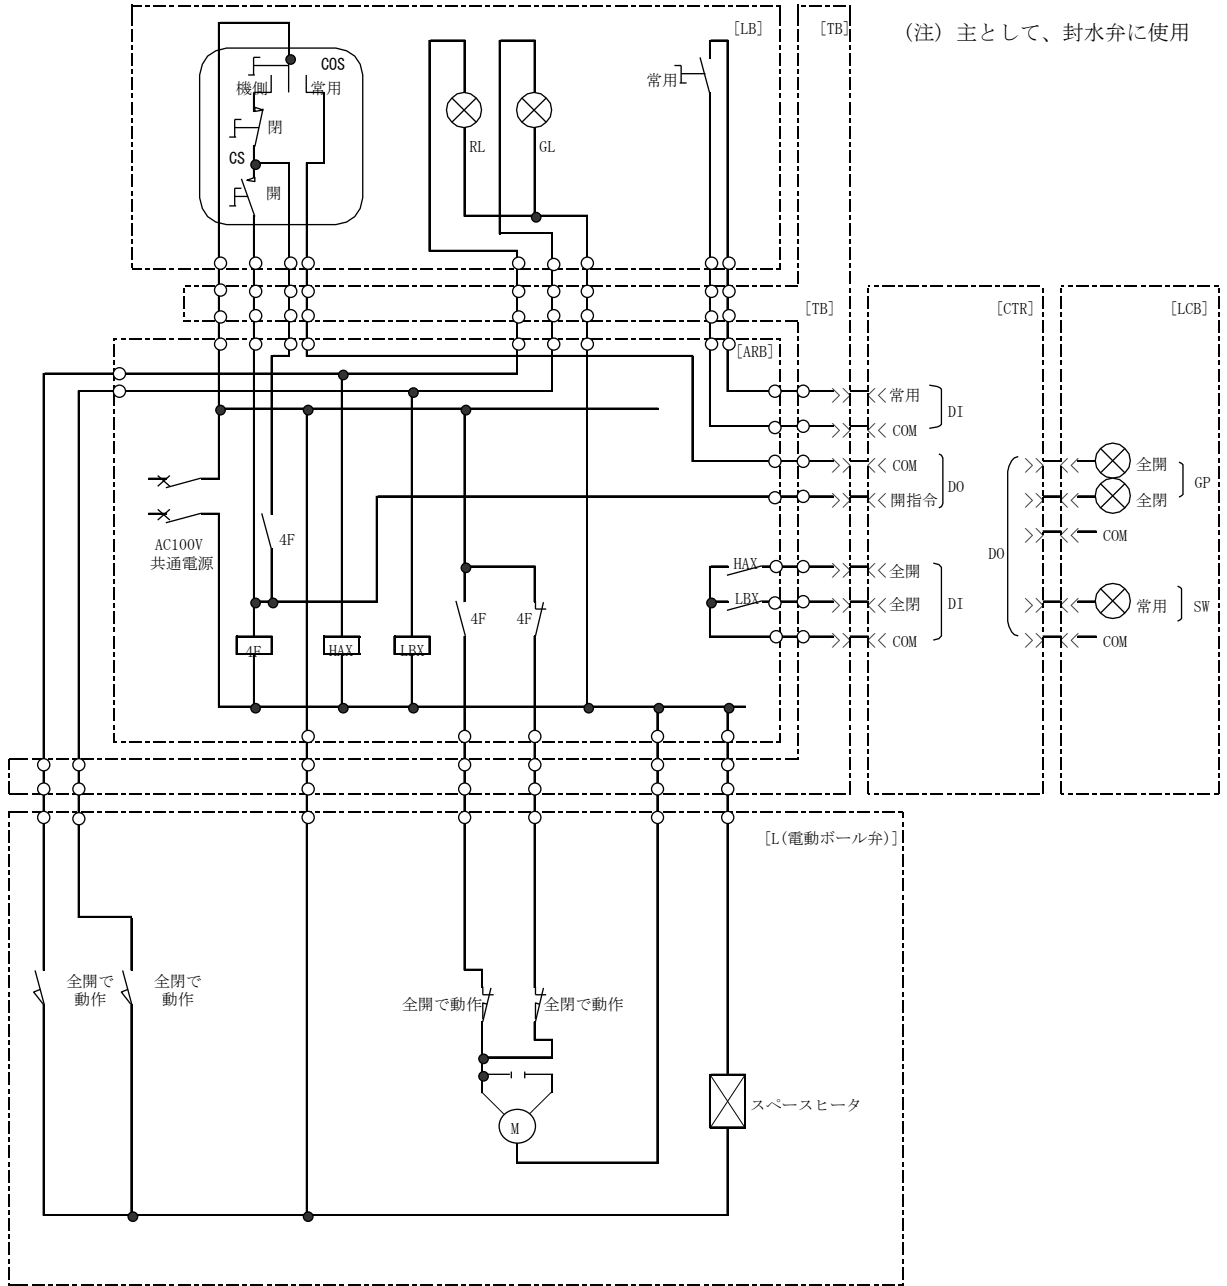 [LB]
[TB]
(注) 主として、封水弁に使用
COS
機側
常用
閉
CS
開
RL
GL
常用
[TB]
[CTR]
[LCB]
[ARB]
常用
DI
COM
COM
DO
開指令
全開
全閉
GP
COM
DO
常用
SW
COM
AC100V
共通電源
4F
4F
HAX
LBX
4F
4F
HAX
全開
LBX
全閉
DI
COM
[L(電動ボール弁)]
全開で
動作
全閉で
動作
全開で動作
全閉で動作
M
スペースヒータ